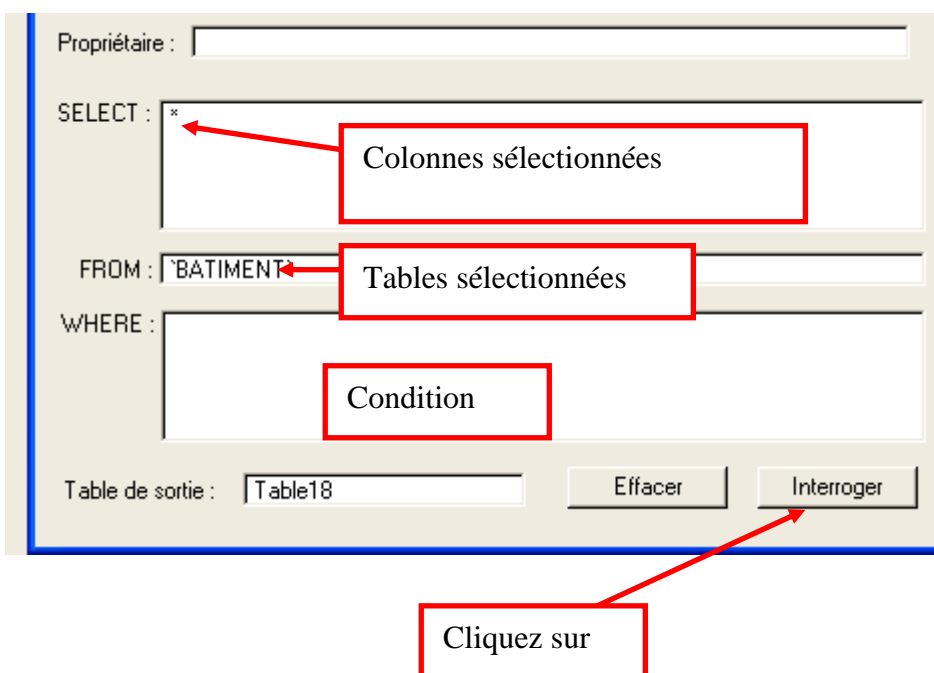 Propriétaire :
SELECT : *
Colonnes sélectionnées
FROM : `BATIMENT`
Tables sélectionnées
WHERE :
Condition
Table de sortie : Table18 Effacer Interroger
Cliquez sur